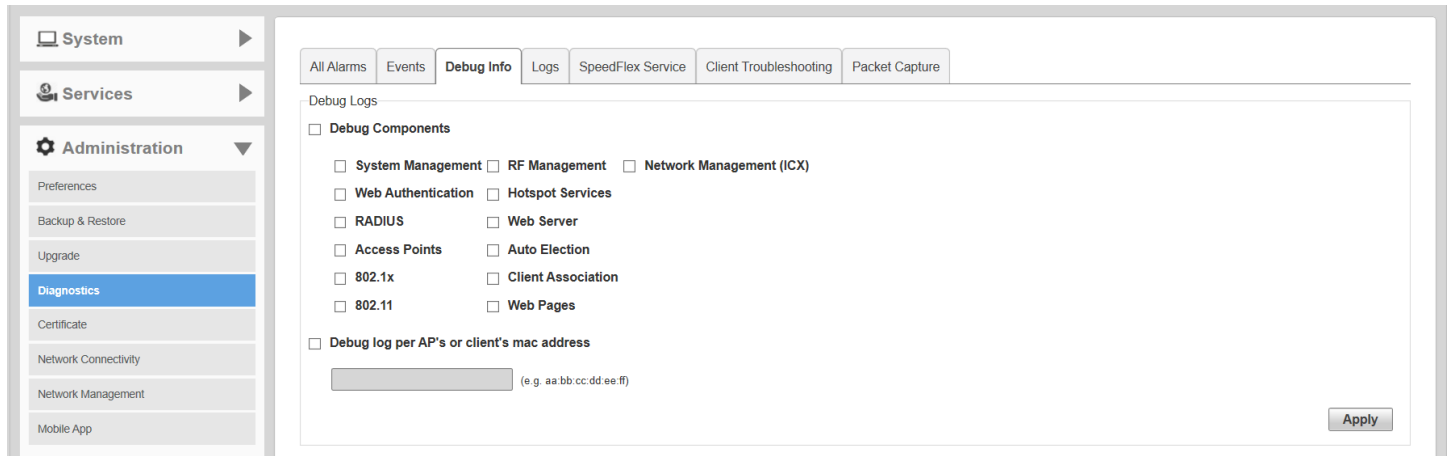 System
Services
Administration
Preferences
Backup & Restore
Upgrade
Diagnostics
Certificate
Network Connectivity
Network Management
Mobile App
All Alarms Events Debug Info Logs SpeedFlex Service Client Troubleshooting Packet Capture
Debug Logs
Debug Components
System Management RF Management Network Management (ICX)
Web Authentication Hotspot Services
RADIUS Web Server
Access Points Auto Election
802.1x Client Association
802.11 Web Pages
Debug log per AP's or client's mac address
(e.g. aa:bb:cc:dd:ee:ff)
Apply